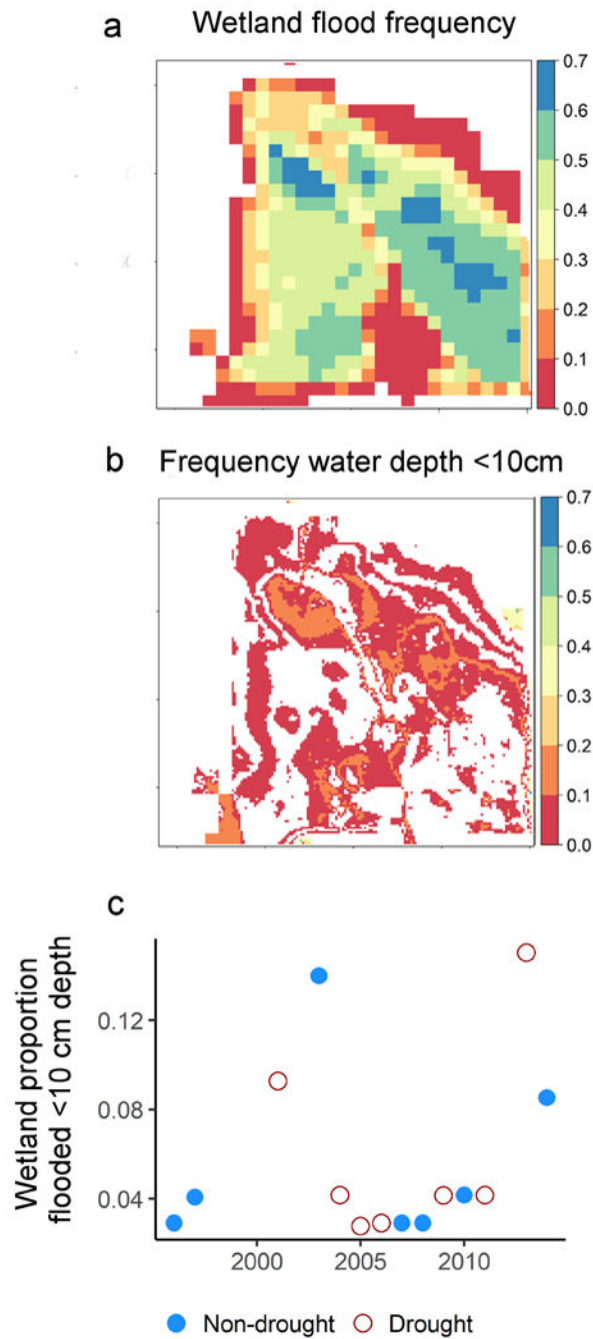 a Wetland flood frequency
0.7
0.6
0.5
0.4
0.3
0.2
0.1
0.0
b Frequency water depth <10cm
0.7
0.6
0.5
0.4
0.3
0.2
0.1
0.0
c
Wetland proportion
flooded <10 cm depth
0.12
0.08
0.04
2000 2005 2010
Non-drought Drought